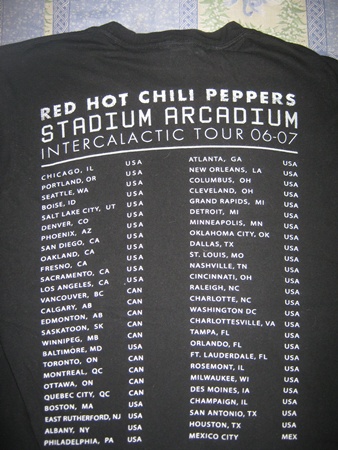 RED HOT CHILI PEPPERS
STADIUM ARCADIUM
INTERCALACTIC TOUR 06-07
CHICAGO, IL USA
PORTLAND, OR USA
SEATTLE, WA USA
BOISE, ID USA
SALT LAKE CITY, UT USA
DENVER, CO USA
PHOENIX, AZ USA
SAN DIEGO, CA USA
OAKLAND, CA USA
FRESNO, CA USA
SACRAMENTO, CA USA
LOS ANGELES, CA USA
VANCOUVER, BC CAN
CALGARY, AB CAN
EDMONTON, AB CAN
SASKATOON, SK CAN
WINNIPEG, MB CAN
BALTIMORE, MD USA
TORONTO, ON CAN
MONTREAL, QC CAN
OTTAWA, ON CAN
QUEBEC CITY, QC CAN
BOSTON, MA USA
EAST RUTHERFORD, NJ USA
ALBANY, NY USA
PHILADELPHIA, PA USA
ATLANTA, GA USA
NEW ORLEANS, LA USA
COLUMBUS, OH USA
CLEVELAND, OH USA
GRAND RAPIDS, MI USA
DETROIT, MI USA
MINNEAPOLIS, MN USA
OKLAHOMA CITY, OK USA
DALLAS, TX USA
ST. LOUIS, MO USA
NASHVILLE, TN USA
CINCINNATI, OH USA
RALEIGH, NC USA
CHARLOTTE, NC USA
WASHINGTON DC USA
CHARLOTTESVILLE, VA USA
TAMPA, FL USA
ORLANDO, FL USA
FT. LAUDERDALE, FL USA
ROSEMONT, IL USA
MILWAUKEE, WI USA
DES MOINES, IA USA
CHAMPAIGN, IL USA
SAN ANTONIO, TX USA
HOUSTON, TX USA
MEXICO CITY MEX